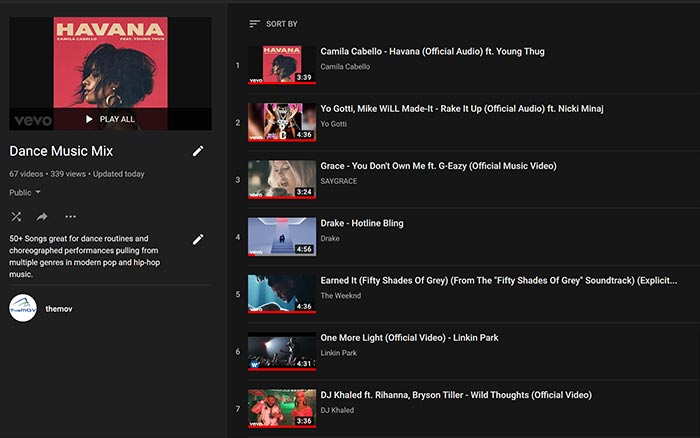 HAVANA
CAMILA CABELLO FEAT. YOUNG THUG
vevo
PLAY ALL
Dance Music Mix
67 videos • 339 views • Updated today
Public
50+ Songs great for dance routines and
choreographed performances pulling from
multiple genres in modern pop and hip-hop
music.
themov
SORT BY
1
vevo
3:39
Camila Cabello - Havana (Official Audio) ft. Young Thug
Camila Cabello
2
vevo
4:36
Yo Gotti, Mike WiLL Made-It - Rake It Up (Official Audio) ft. Nicki Minaj
Yo Gotti
3
vevo
3:24
Grace - You Don't Own Me ft. G-Eazy (Official Music Video)
SAYGRACE
4
vevo
4:56
Drake - Hotline Bling
Drake
5
vevo
4:36
Earned It (Fifty Shades Of Grey) (From The "Fifty Shades Of Grey" Soundtrack) (Explicit...
The Weeknd
6
4:31
One More Light (Official Video) - Linkin Park
Linkin Park
7
vevo
3:36
DJ Khaled ft. Rihanna, Bryson Tiller - Wild Thoughts (Official Video)
DJ Khaled